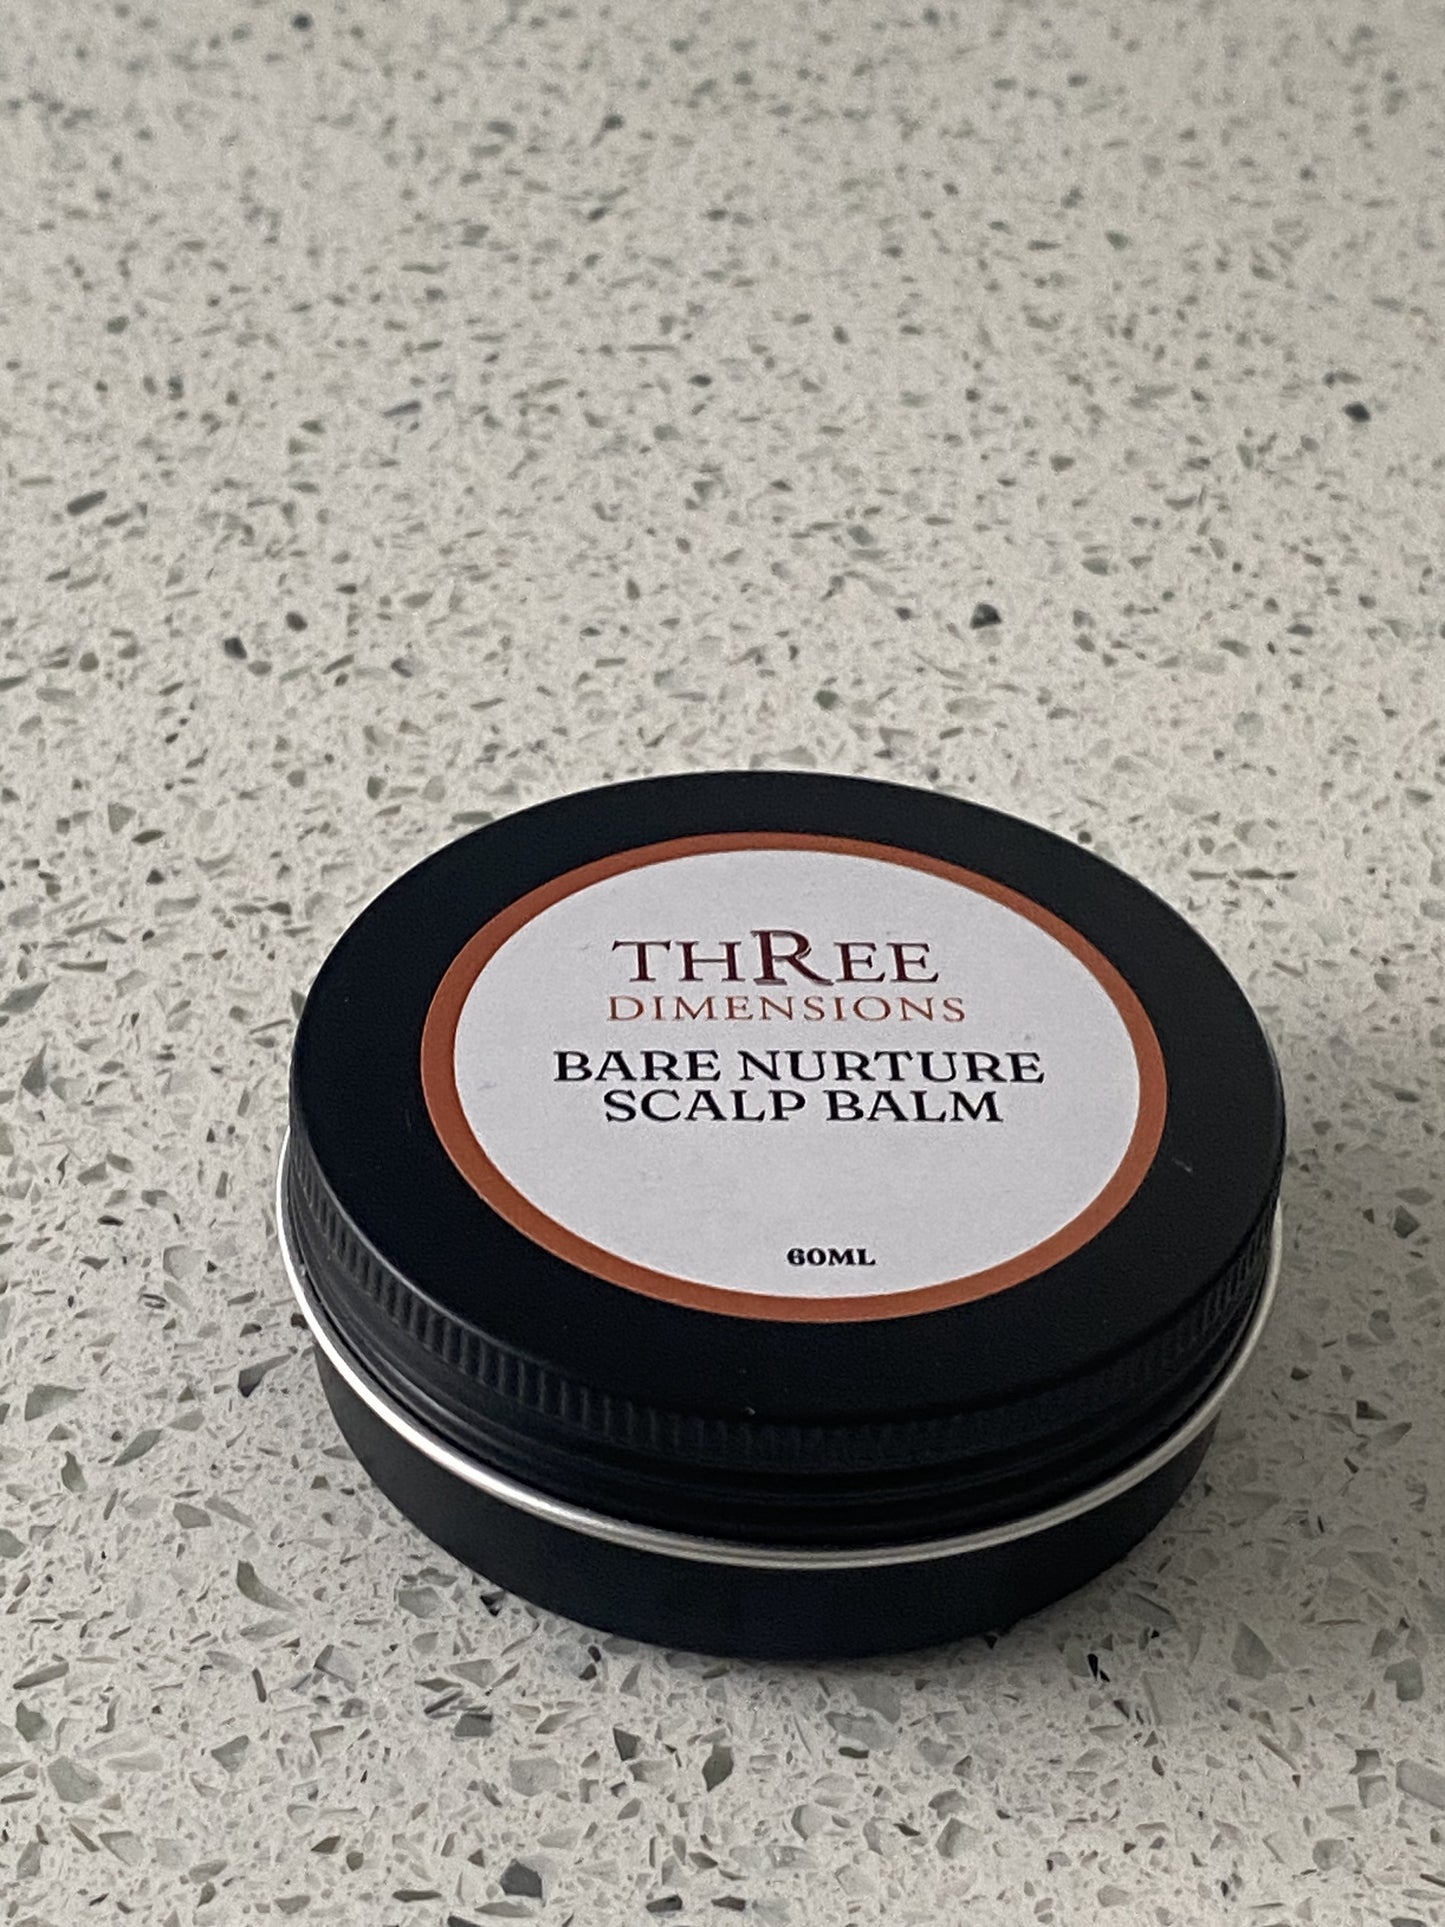 THREE
DIMENSIONS
BARE NURTURE
SCALP BALM
60ML